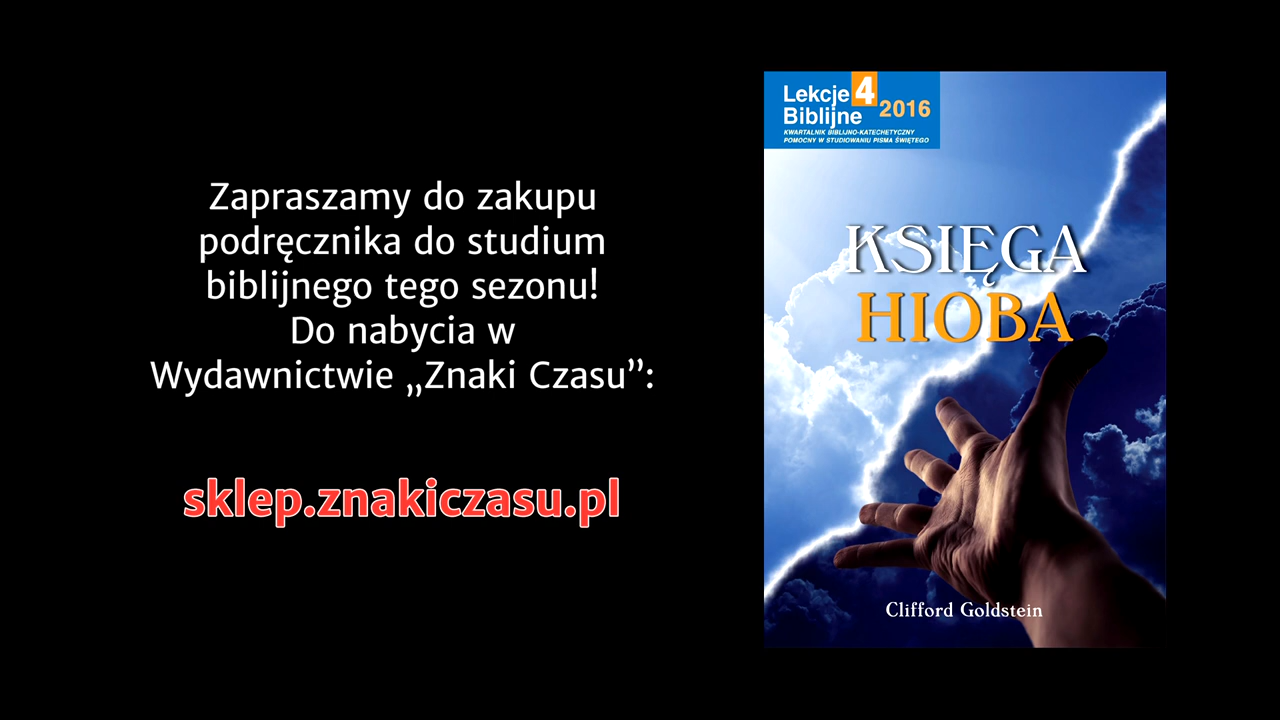 Zapraszamy do zakupu
podręcznika do studium
biblijnego tego sezonu!
Do nabycia w
Wydawnictwie „Znaki Czasu”:
sklep.znakiczasu.pl
Lekcje 4
Biblijne 2016
KWARTALNIK BIBLIJNO-KATECHETYCZNY
POMOCNY W STUDIOWANIU PISMA ŚWIĘTEGO
KSIĘGA
HIOBA
Clifford Goldstein